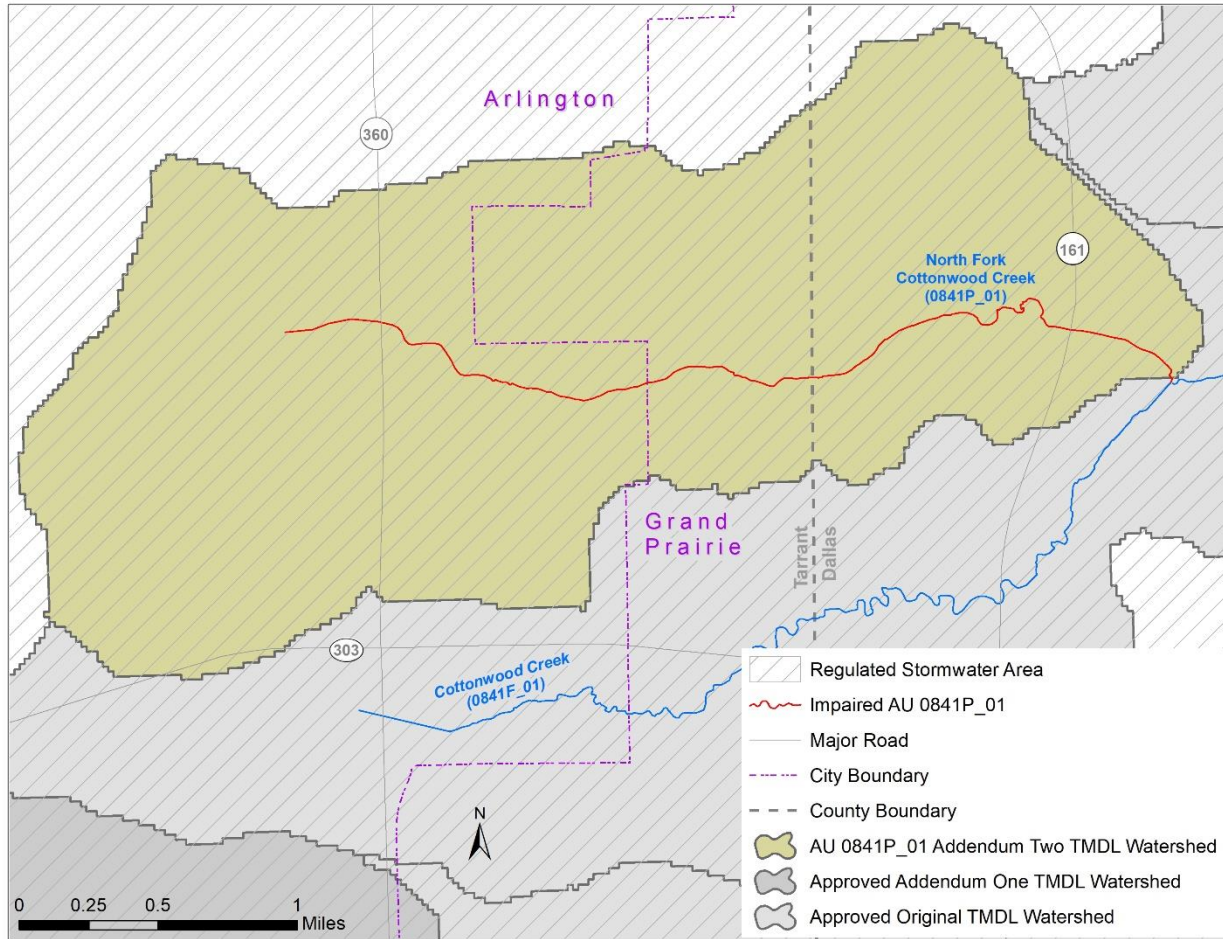 Arlington
360
161
North Fork
Cottonwood Creek
(0841P_01)
Grand
Prairie
Tarrant
Dallas
303
Cottonwood Creek
(0841F_01)
N
0 0.25 0.5 1
Miles
Regulated Stormwater Area
Impaired AU 0841P_01
Major Road
City Boundary
County Boundary
AU 0841P_01 Addendum Two TMDL Watershed
Approved Addendum One TMDL Watershed
Approved Original TMDL Watershed